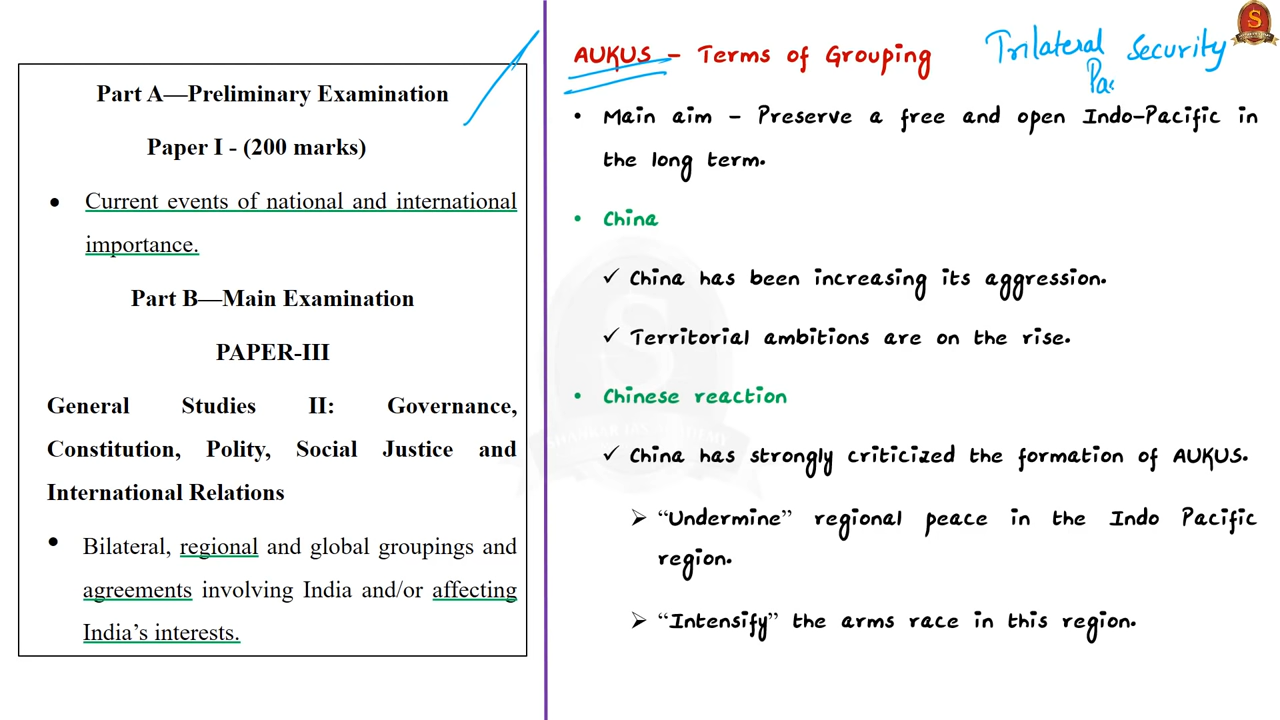 Part A—Preliminary Examination
Paper I - (200 marks)
• Current events of national and international
importance.
Part B—Main Examination
PAPER-III
General Studies II: Governance,
Constitution, Polity, Social Justice and
International Relations
• Bilateral, regional and global groupings and
agreements involving India and/or affecting
India's interests.
AUKUS - Terms of Grouping
Trilateral Security
Pac
• Main aim - Preserve a free and open Indo-Pacific in
the long term.
• China
✓ China has been increasing its aggression.
✓ Territorial ambitions are on the rise.
• Chinese reaction
✓ China has strongly criticized the formation of AUKUS.
➢ “Undermine” regional peace in the Indo Pacific
region.
➢ “Intensify” the arms race in this region.
SHANKAR IAS ACADEMY
S